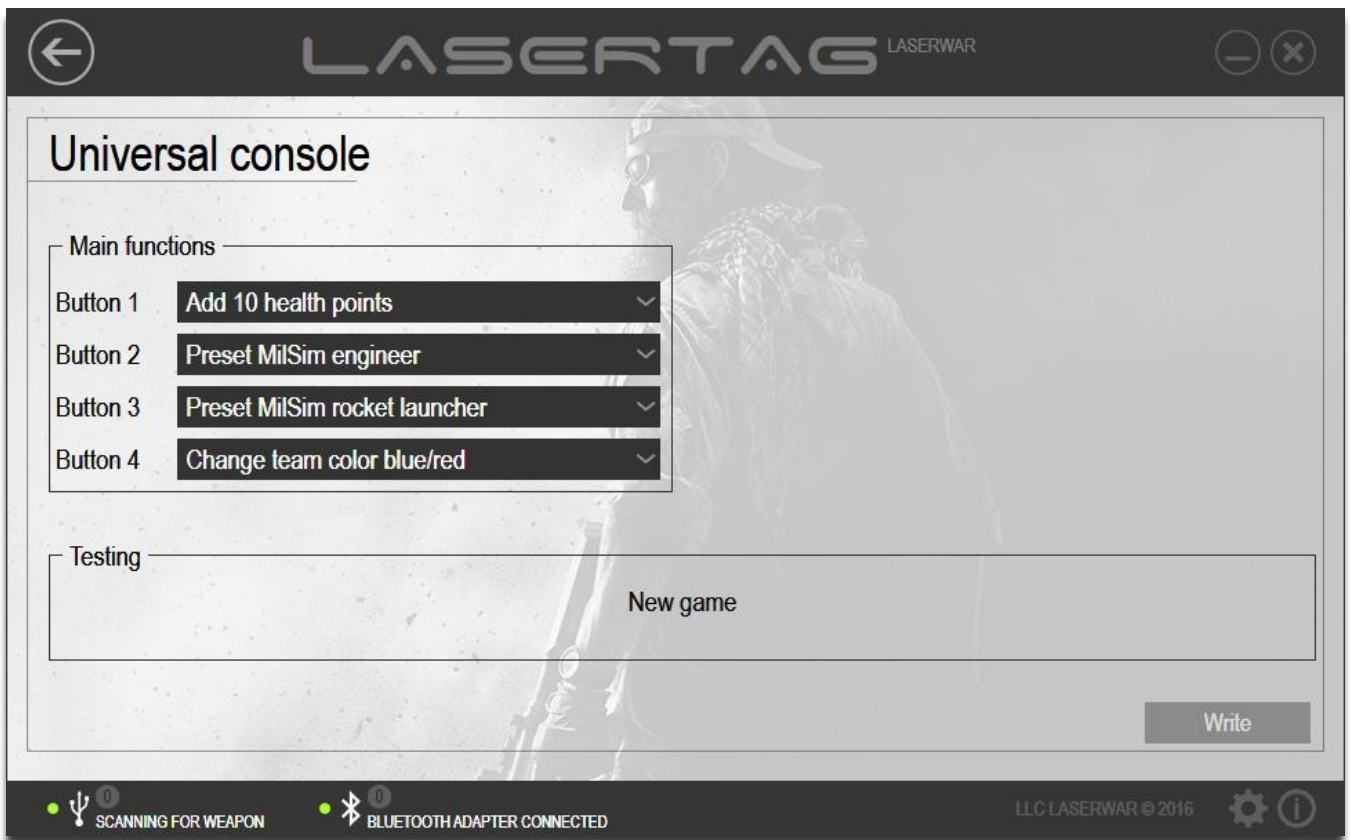 LASERTAG LASERWAR
Universal console
Main functions
Button 1 Add 10 health points
Button 2 Preset MilSim engineer
Button 3 Preset MilSim rocket launcher
Button 4 Change team color blue/red
Testing
New game
Write
0 SCANNING FOR WEAPON 0 BLUETOOTH ADAPTER CONNECTED LLC LASERWAR © 2016